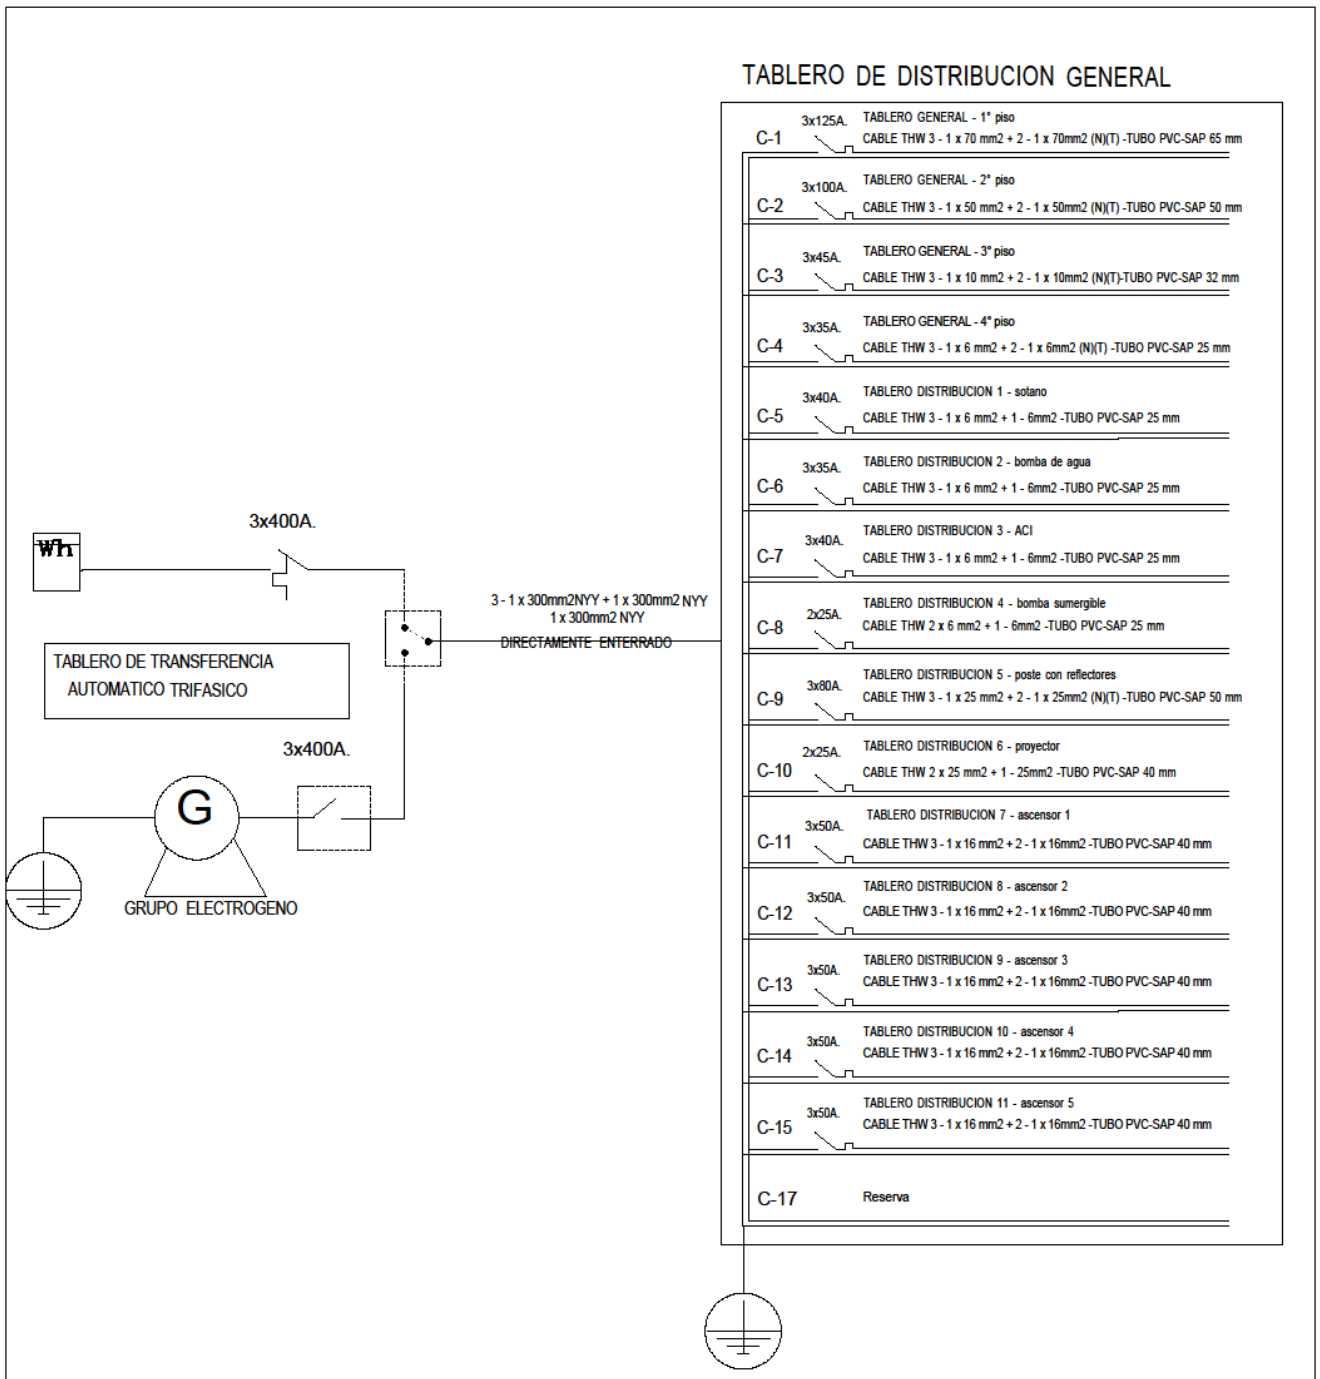 TABLERO DE DISTRIBUCION GENERAL
3x125A. TABLERO GENERAL - 1° piso
C-1 CABLE THW 3 - 1 x 70 mm2 + 2 - 1 x 70mm2 (N)(T) -TUBO PVC-SAP 65 mm
3x100A. TABLERO GENERAL - 2° piso
C-2 CABLE THW 3 - 1 x 50 mm2 + 2 - 1 x 50mm2 (N)(T) -TUBO PVC-SAP 50 mm
3x45A. TABLERO GENERAL - 3° piso
C-3 CABLE THW 3 - 1 x 10 mm2 + 2 - 1 x 10mm2 (N)(T)-TUBO PVC-SAP 32 mm
3x35A. TABLERO GENERAL - 4° piso
C-4 CABLE THW 3 - 1 x 6 mm2 + 2 - 1 x 6mm2 (N)(T) -TUBO PVC-SAP 25 mm
3x40A. TABLERO DISTRIBUCION 1 - sotano
C-5 CABLE THW 3 - 1 x 6 mm2 + 1 - 6mm2 -TUBO PVC-SAP 25 mm
3x35A. TABLERO DISTRIBUCION 2 - bomba de agua
C-6 CABLE THW 3 - 1 x 6 mm2 + 1 - 6mm2 -TUBO PVC-SAP 25 mm
3x40A. TABLERO DISTRIBUCION 3 - ACI
C-7 CABLE THW 3 - 1 x 6 mm2 + 1 - 6mm2 -TUBO PVC-SAP 25 mm
2x25A. TABLERO DISTRIBUCION 4 - bomba sumergible
C-8 CABLE THW 2 x 6 mm2 + 1 - 6mm2 -TUBO PVC-SAP 25 mm
3x80A. TABLERO DISTRIBUCION 5 - poste con reflectores
C-9 CABLE THW 3 - 1 x 25 mm2 + 2 - 1 x 25mm2 (N)(T) -TUBO PVC-SAP 50 mm
2x25A. TABLERO DISTRIBUCION 6 - proyector
C-10 CABLE THW 2 x 25 mm2 + 1 - 25mm2 -TUBO PVC-SAP 40 mm
3x50A. TABLERO DISTRIBUCION 7 - ascensor 1
C-11 CABLE THW 3 - 1 x 16 mm2 + 2 - 1 x 16mm2 -TUBO PVC-SAP 40 mm
3x50A. TABLERO DISTRIBUCION 8 - ascensor 2
C-12 CABLE THW 3 - 1 x 16 mm2 + 2 - 1 x 16mm2 -TUBO PVC-SAP 40 mm
3x50A. TABLERO DISTRIBUCION 9 - ascensor 3
C-13 CABLE THW 3 - 1 x 16 mm2 + 2 - 1 x 16mm2 -TUBO PVC-SAP 40 mm
3x50A. TABLERO DISTRIBUCION 10 - ascensor 4
C-14 CABLE THW 3 - 1 x 16 mm2 + 2 - 1 x 16mm2 -TUBO PVC-SAP 40 mm
3x50A. TABLERO DISTRIBUCION 11 - ascensor 5
C-15 CABLE THW 3 - 1 x 16 mm2 + 2 - 1 x 16mm2 -TUBO PVC-SAP 40 mm
C-17 Reserva
3x400A.
Wh
3 - 1 x 300mm2NYY + 1 x 300mm2 NYY
1 x 300mm2 NYY
DIRECTAMENTE ENTERRADO
TABLERO DE TRANSFERENCIA
AUTOMATICO TRIFASICO
3x400A.
G
GRUPO ELECTROGENO